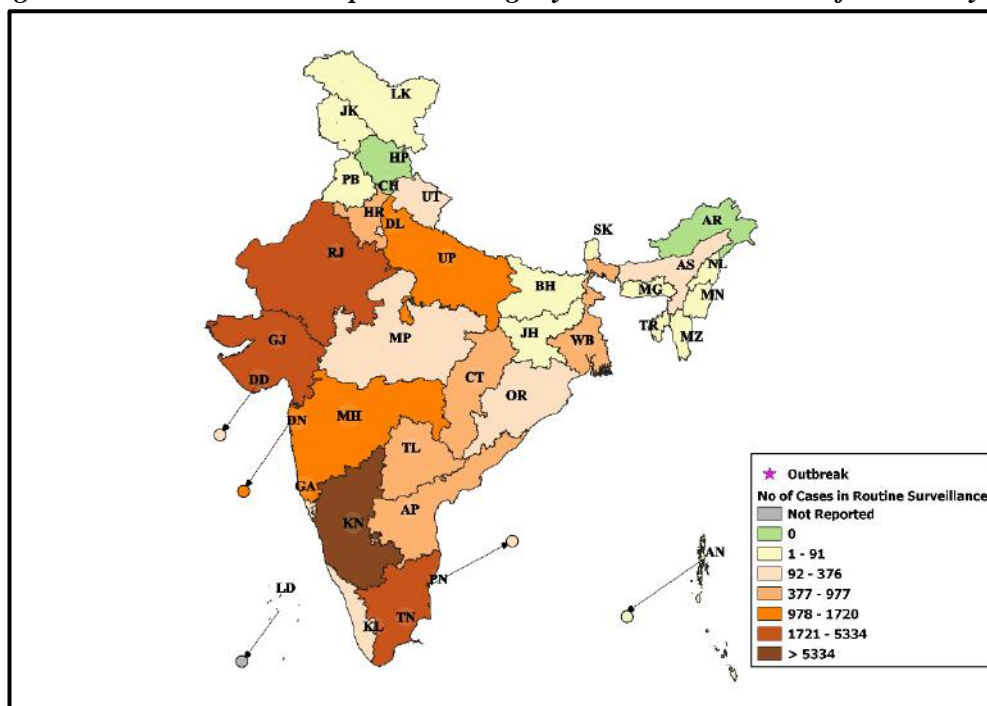 LK
JK
HP
CH
PB
UT
HR
DL
SK
AR
RJ
UP
AS
NL
BH
MG
MN
GJ
MP
JH
TR
MZ
WB
DD
CT
OR
DN
MH
TL
GA
AP
KN
AN
PN
LD
KL
TN
Outbreak
No of Cases in Routine Surveillance
Not Reported
0
1 - 91
92 - 376
377 - 977
978 - 1720
1721 - 5334
> 5334